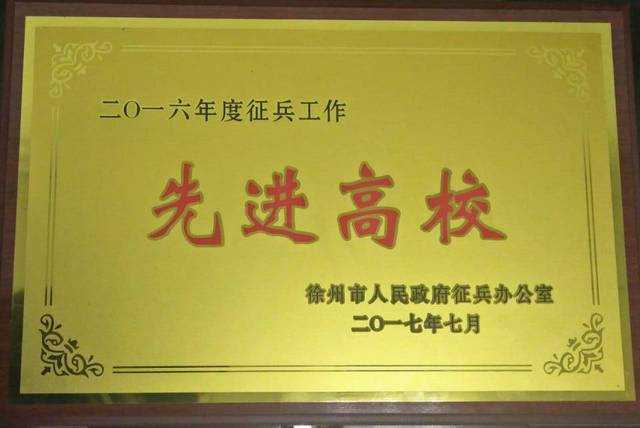 二〇一六年度征兵工作
先进高校
徐州市人民政府征兵办公室
二〇一七年七月